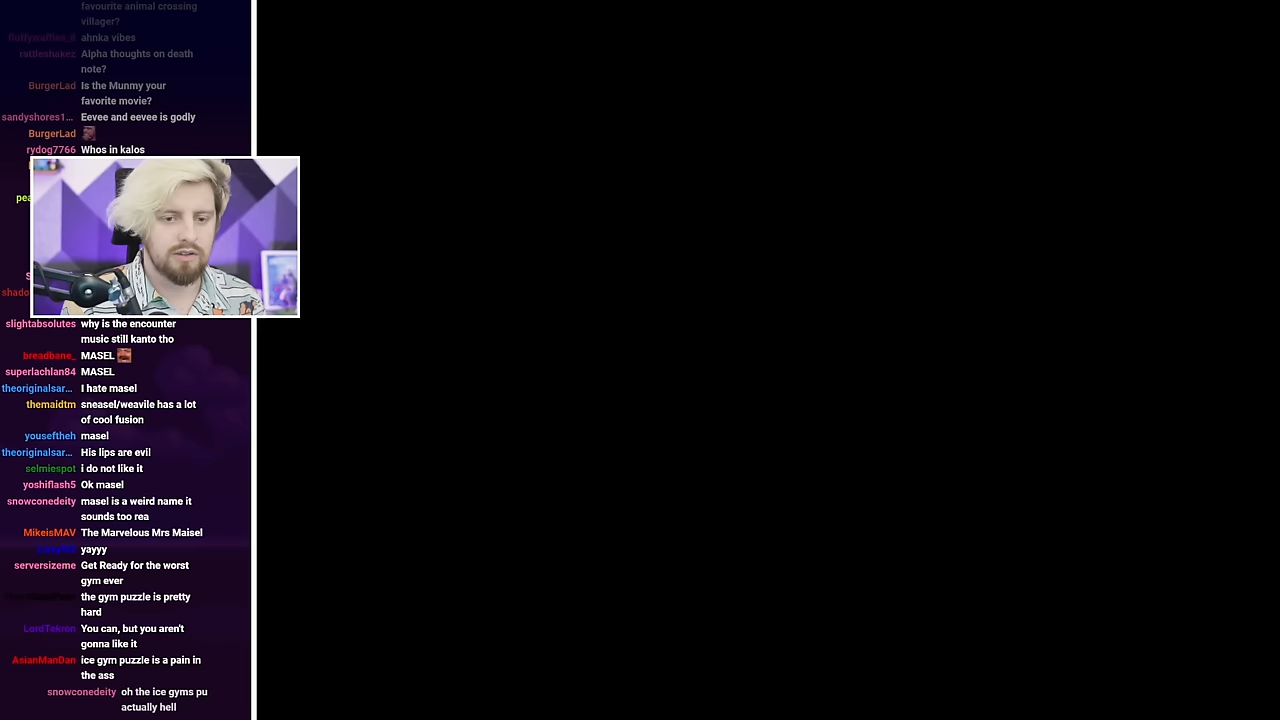 favourite animal crossing
villager?
ahnka vibes
rattleshakez Alpha thoughts on death
note?
BurgerLad Is the Munmy your
favorite movie?
sandyshores1... Eevee and eevee is godly
BurgerLad
rydog7766 Whos in kalos
pea
S
shado
slightabsolutes why is the encounter
music still kanto tho
breadbane_ MASEL
superlachlan84 MASEL
theoriginalsar... I hate masel
themaidtm sneasel/weavile has a lot
of cool fusion
youseftheh masel
theoriginalsar... His lips are evil
selmiespot i do not like it
yoshiflash5 Ok masel
snowconedeity masel is a weird name it
sounds too rea
MikeisMAV The Marvelous Mrs Maisel
yayyy
serversizeme Get Ready for the worst
gym ever
the gym puzzle is pretty
hard
LordTekron You can, but you aren't
gonna like it
AsianManDan ice gym puzzle is a pain in
the ass
snowconedeity oh the ice gyms pu
actually hell